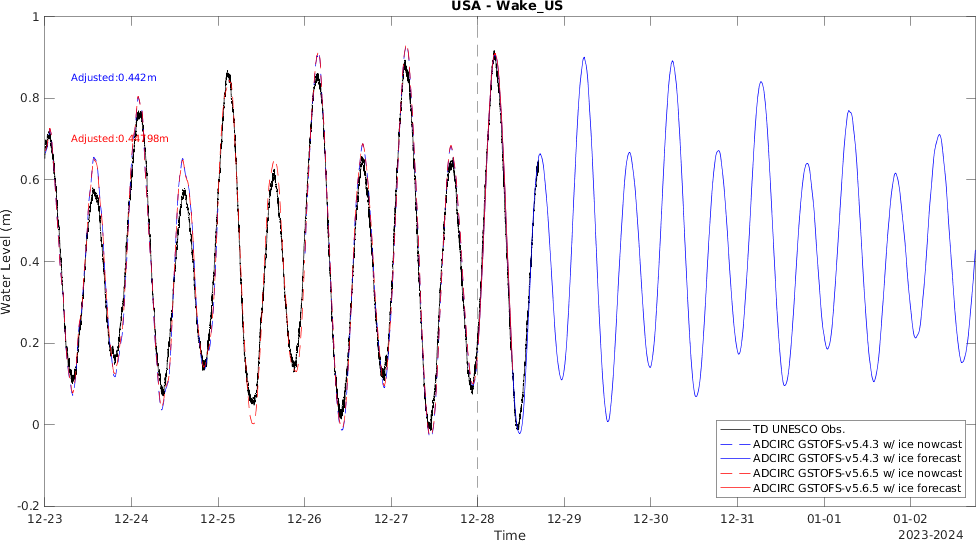 USA - Wake_US
1
0.8
0.6
0.4
0.2
0
-0.2
Water Level (m)
Adjusted:0.442m
Adjusted:0.44198m
TD UNESCO Obs.
ADCIRC GSTOFS-v5.4.3 w/ ice nowcast
ADCIRC GSTOFS-v5.4.3 w/ ice forecast
ADCIRC GSTOFS-v5.6.5 w/ ice nowcast
ADCIRC GSTOFS-v5.6.5 w/ ice forecast
12-23 12-24 12-25 12-26 12-27 12-28 12-29 12-30 12-31 01-01 01-02
Time
2023-2024